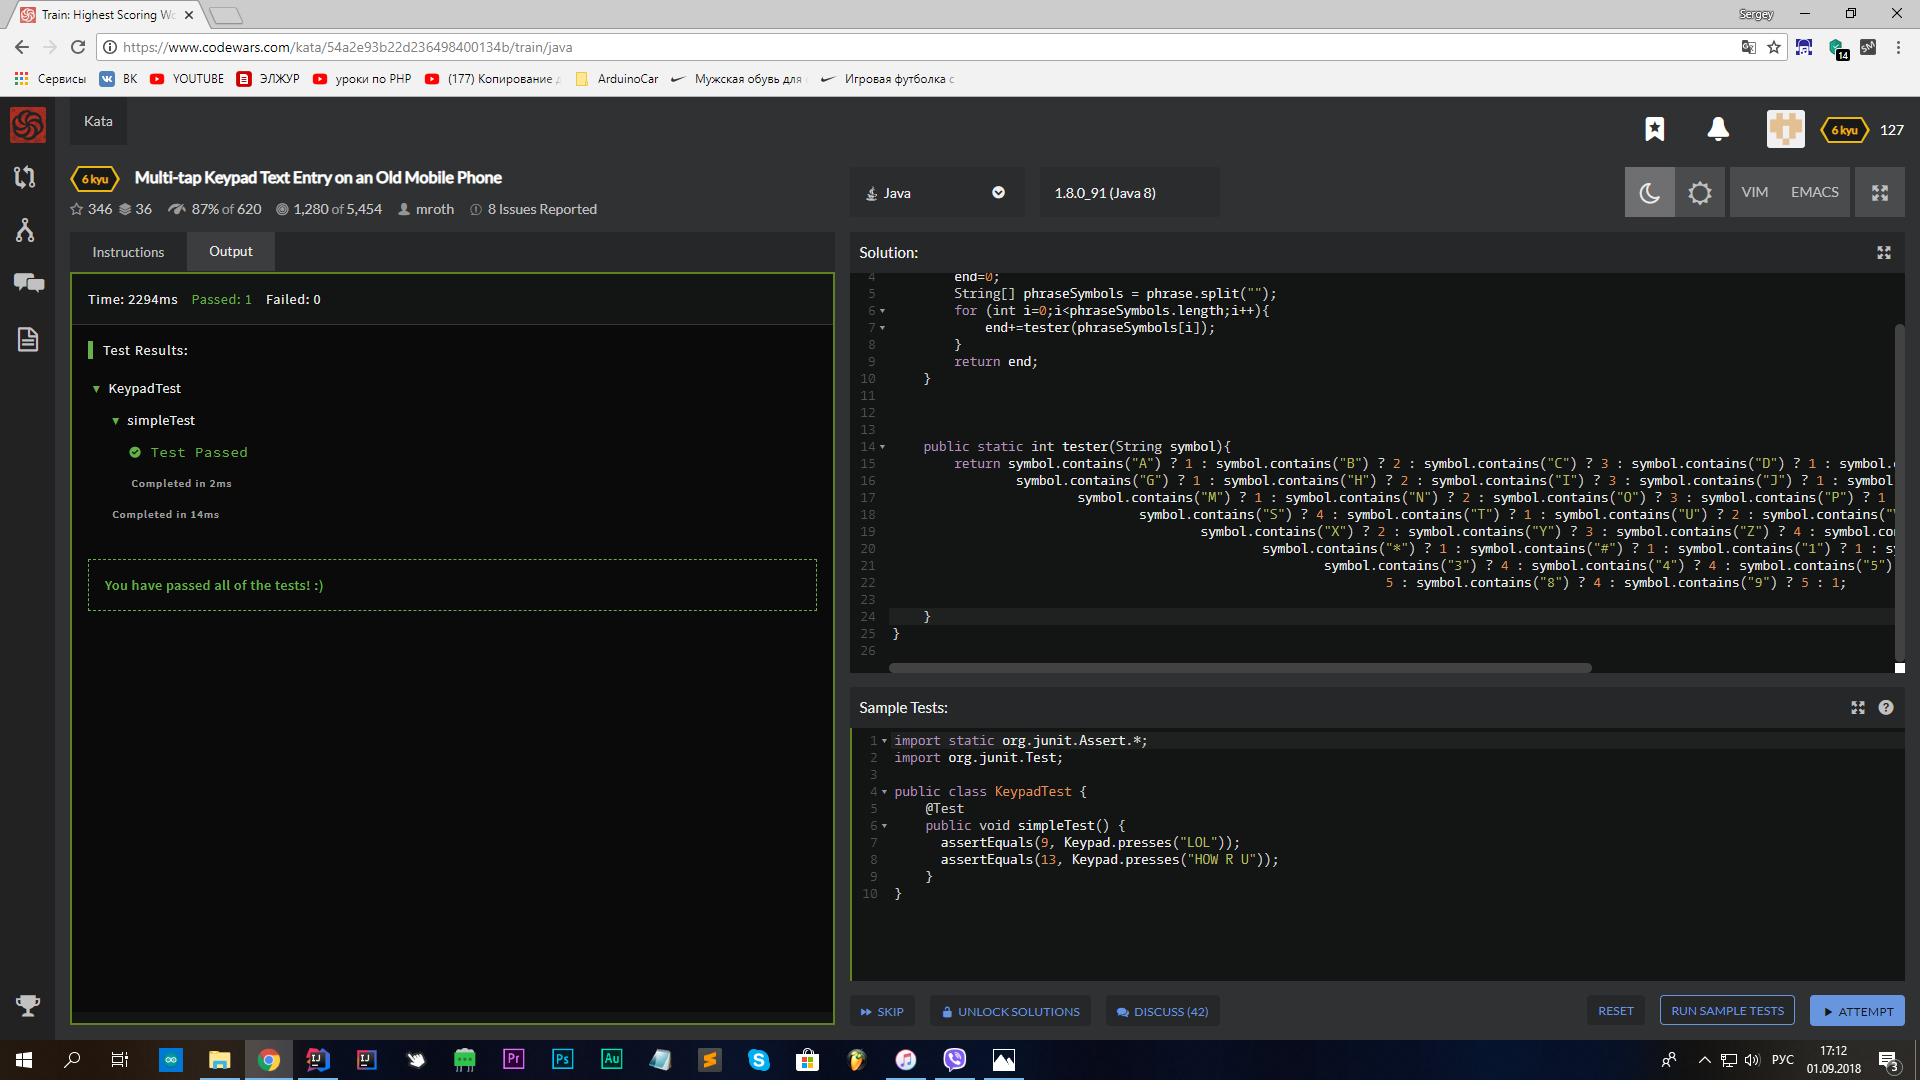 Train: Highest Scoring Wo
Sergey
https://www.codewars.com/kata/54a2e93b22d236498400134b/train/java
14
SM
Сервисы
ВК
YOUTUBE
ЭЛЖУР
уроки по PHP
(177) Копирование
ArduinoCar
Мужская обувь для
Игровая футболка с
Kata
6 kyu
127
6 kyu
Multi-tap Keypad Text Entry on an Old Mobile Phone
346
36
87% of 620
1,280 of 5,454
mroth
8 Issues Reported
Java
1.8.0_91 (Java 8)
VIM
EMACS
Instructions
Output
Time: 2294ms
Passed: 1
Failed: 0
Test Results:
KeypadTest
simpleTest
Test Passed
Completed in 2ms
Completed in 14ms
You have passed all of the tests! :)
Solution:
4 end=0;
5 String[] phraseSymbols = phrase.split("");
6 for (int i=0;i<phraseSymbols.length;i++){
7 end+=tester(phraseSymbols[i]);
8 }
9 return end;
10 }
11
12
13
14 public static int tester(String symbol){
15 return symbol.contains("A") ? 1 : symbol.contains("B") ? 2 : symbol.contains("C") ? 3 : symbol.contains("D") ? 1 : symbol.
16 symbol.contains("G") ? 1 : symbol.contains("H") ? 2 : symbol.contains("I") ? 3 : symbol.contains("J") ? 1 : symbol
17 symbol.contains("M") ? 1 : symbol.contains("N") ? 2 : symbol.contains("O") ? 3 : symbol.contains("P") ? 1
18 symbol.contains("S") ? 4 : symbol.contains("T") ? 1 : symbol.contains("U") ? 2 : symbol.contains("
19 symbol.contains("X") ? 2 : symbol.contains("Y") ? 3 : symbol.contains("Z") ? 4 : symbol.co
20 symbol.contains("*") ? 1 : symbol.contains("#") ? 1 : symbol.contains("1") ? 1 : s
21 symbol.contains("3") ? 4 : symbol.contains("4") ? 4 : symbol.contains("5")
22 5 : symbol.contains("8") ? 4 : symbol.contains("9") ? 5 : 1;
23
24 }
25 }
26
Sample Tests:
1 import static org.junit.Assert.*;
2 import org.junit.Test;
3
4 public class KeypadTest {
5 @Test
6 public void simpleTest() {
7 assertEquals(9, Keypad.presses("LOL"));
8 assertEquals(13, Keypad.presses("HOW R U"));
9 }
10 }
SKIP
UNLOCK SOLUTIONS
DISCUSS (42)
RESET
RUN SAMPLE TESTS
ATTEMPT
IJ
IJ
Pr
Ps
Au
РУС
17:12
01.09.2018
3